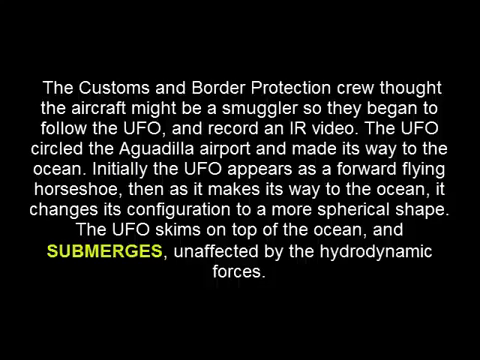 The Customs and Border Protection crew thought
the aircraft might be a smuggler so they began to
follow the UFO, and record an IR video. The UFO
circled the Aguadilla airport and made its way to the
ocean. Initially the UFO appears as a forward flying
horseshoe, then as it makes its way to the ocean, it
changes its configuration to a more spherical shape.
The UFO skims on top of the ocean, and
SUBMERGES, unaffected by the hydrodynamic
forces.